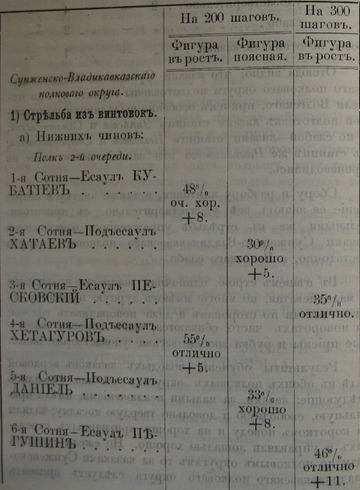 На 200 шаговъ. На 300 шаговъ.
Фигура въ ростъ. Фигура поясная. Фигура въ ростъ.
Сунженско-Владикавказскаго
полковаго округа.
1) Стрѣльба изъ винтовокъ.
а) Нижнихъ чиновъ:
Полкъ 2-й очереди.
1-я Сотня—Есаулъ КУ-
БАТІЕВЪ . . . . . . 48% оч. хор. +8.
2-я Сотня—Подъесаулъ
ХАТАЕВЪ . . . . . . 30% хорошо +5.
3-я Сотня—Есаулъ ПЕ-
СКОВСКІЙ . . . . . . 35% отлично.
4-я Сотня—Подъесаулъ
ХЕТАГУРОВЪ . . . . . 55% отлично +5.
5-я Сотня—Подъесаулъ
ДАНІЕЛЬ . . . . . . 33% хорошо +8.
6-я Сотня—Есаулъ ПѢ-
ГУШИНЪ . . . . . . 46% отлично +11.